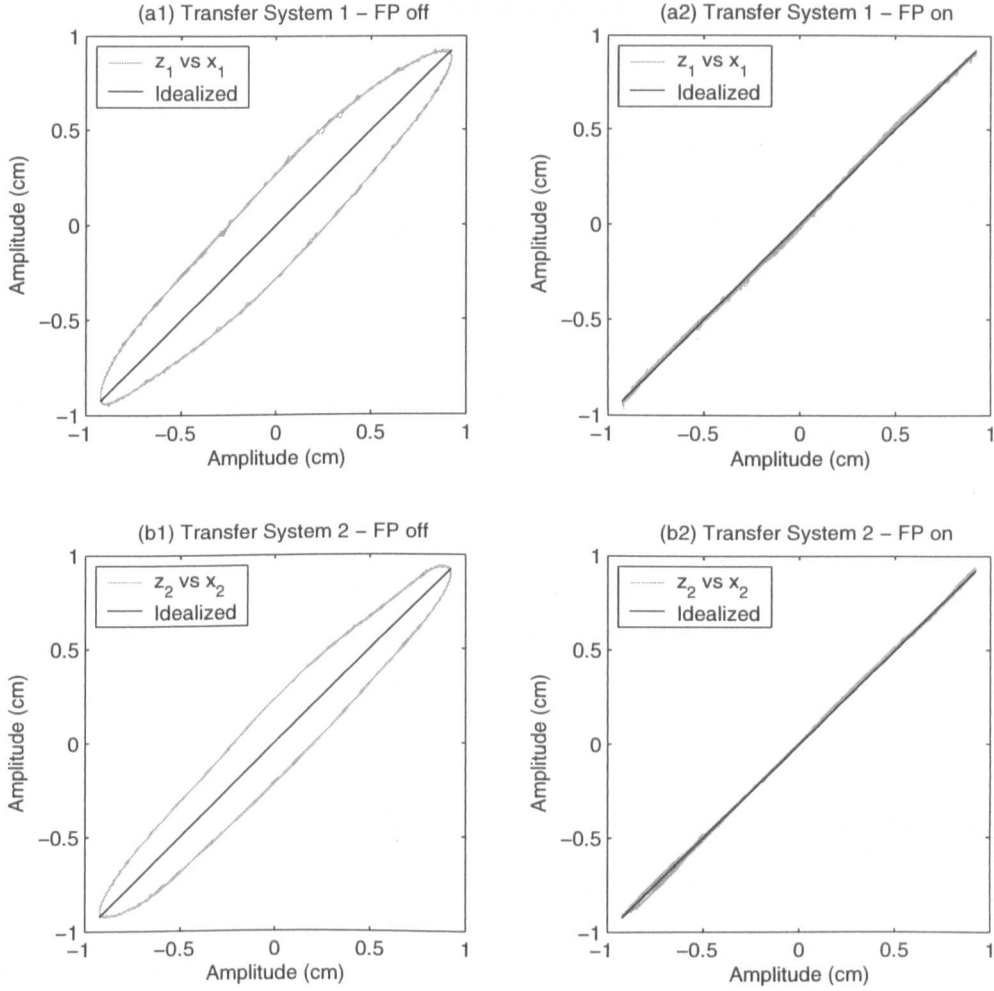 (a1) Transfer System 1 – FP off
1
z1 vs x1
Idealized
0.5
0
−0.5
−1
Amplitude (cm)
−1 −0.5 0 0.5 1
Amplitude (cm)
(a2) Transfer System 1 – FP on
1
z1 vs x1
Idealized
0.5
0
−0.5
−1
Amplitude (cm)
−1 −0.5 0 0.5 1
Amplitude (cm)
(b1) Transfer System 2 – FP off
1
z2 vs x2
Idealized
0.5
0
−0.5
−1
Amplitude (cm)
−1 −0.5 0 0.5 1
Amplitude (cm)
(b2) Transfer System 2 – FP on
1
z2 vs x2
Idealized
0.5
0
−0.5
−1
Amplitude (cm)
−1 −0.5 0 0.5 1
Amplitude (cm)